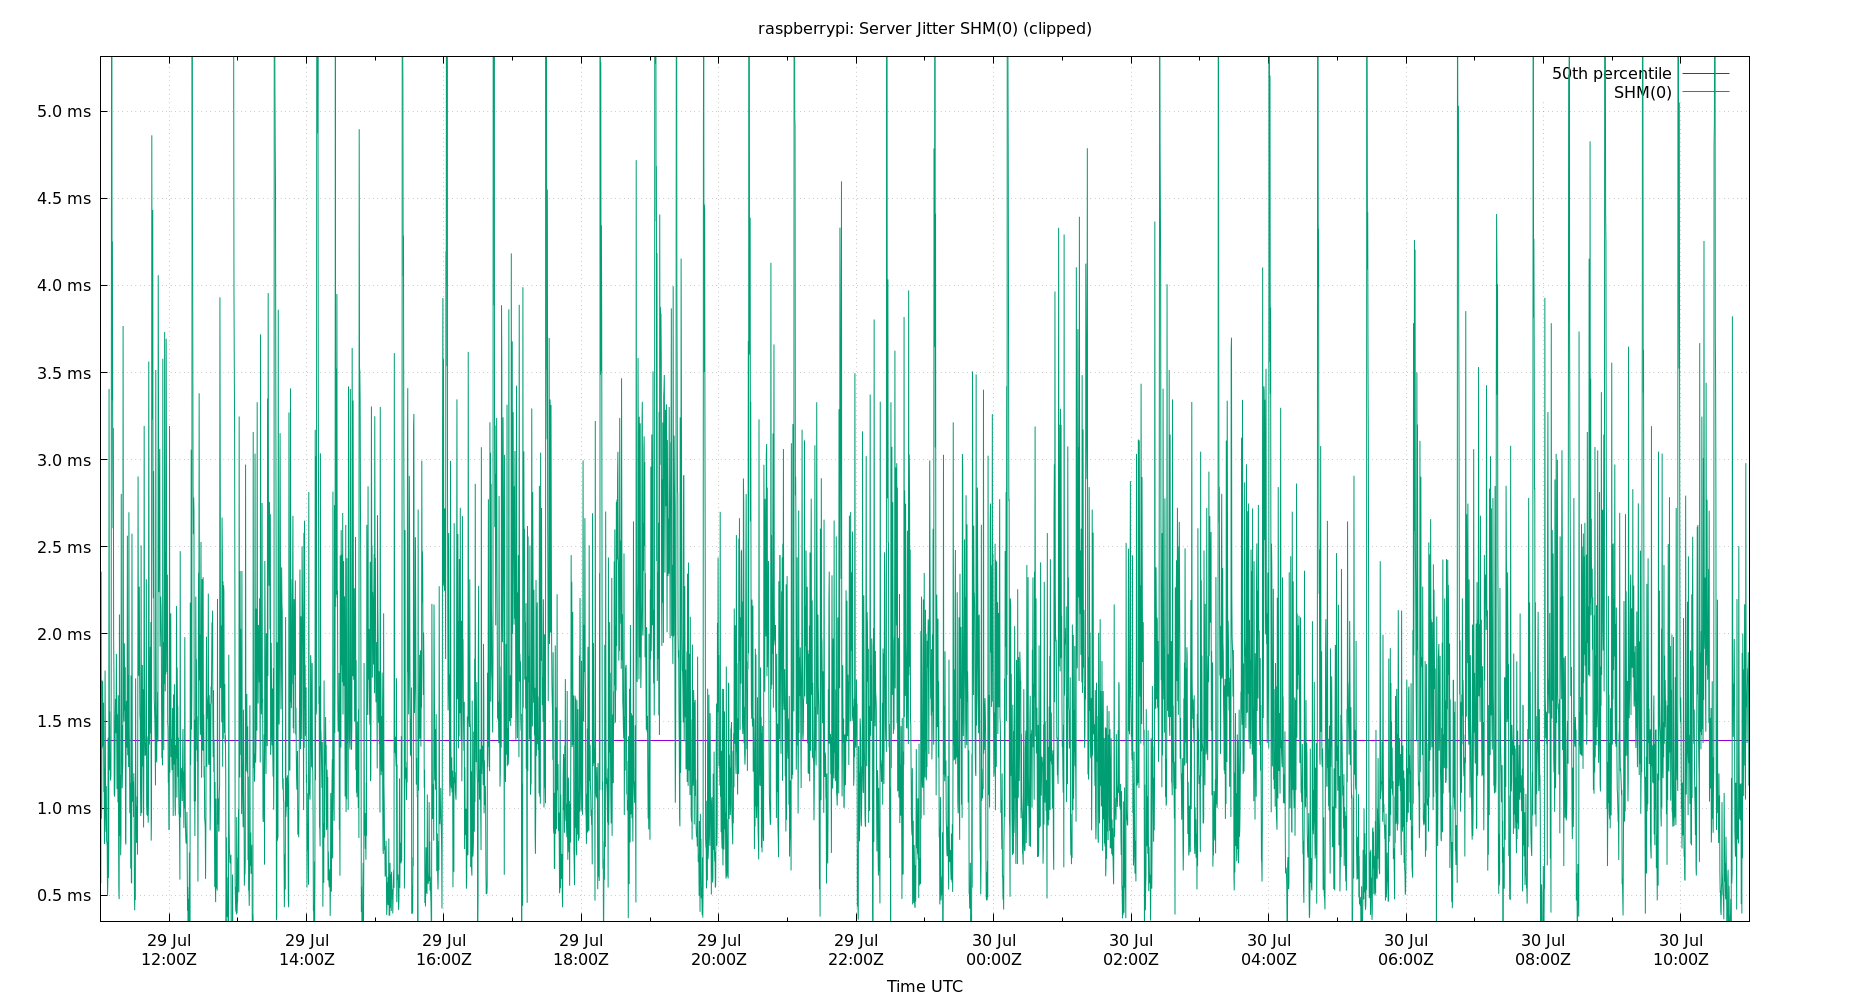 raspberrypi: Server Jitter SHM(0) (clipped)
50th percentile
SHM(0)
5.0 ms
4.5 ms
4.0 ms
3.5 ms
3.0 ms
2.5 ms
2.0 ms
1.5 ms
1.0 ms
0.5 ms
29 Jul 29 Jul 29 Jul 29 Jul 29 Jul 29 Jul 30 Jul 30 Jul 30 Jul 30 Jul 30 Jul 30 Jul
12:00Z 14:00Z 16:00Z 18:00Z 20:00Z 22:00Z 00:00Z 02:00Z 04:00Z 06:00Z 08:00Z 10:00Z
Time UTC